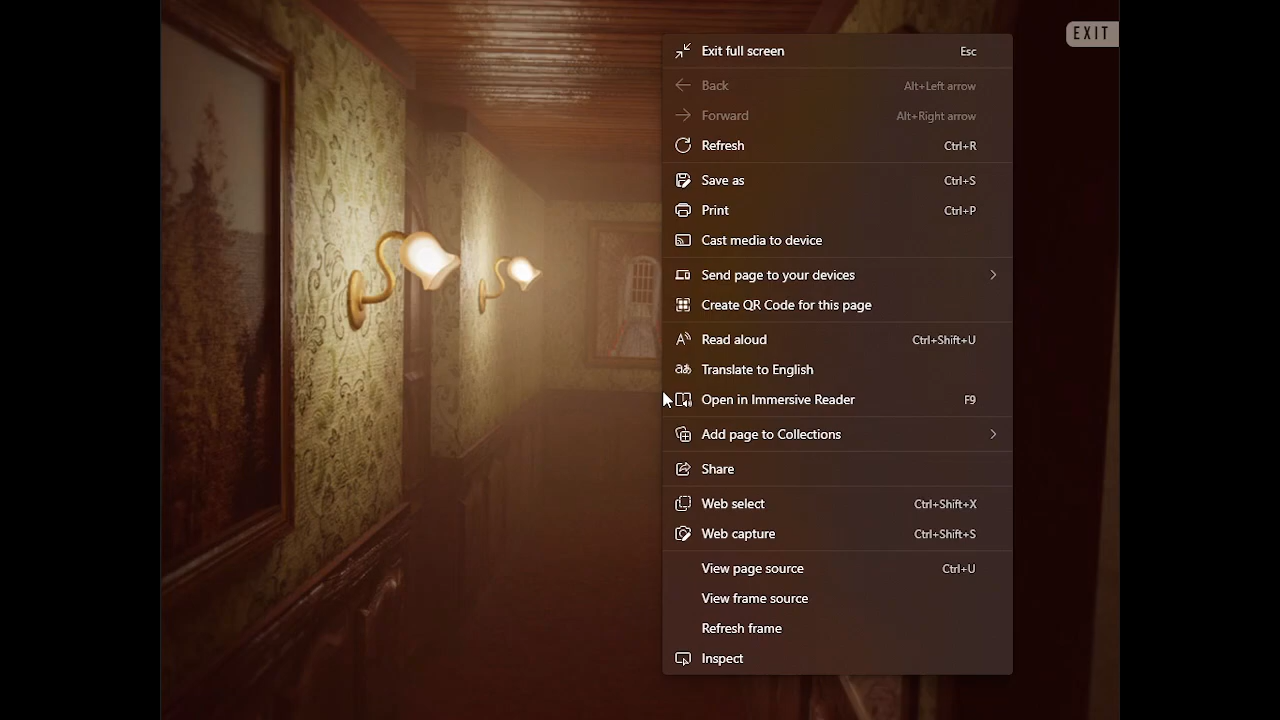 EXIT
Exit full screen Esc
Back Alt+Left arrow
Forward Alt+Right arrow
Refresh Ctrl+R
Save as Ctrl+S
Print Ctrl+P
Cast media to device
Send page to your devices
Create QR Code for this page
Read aloud Ctrl+Shift+U
Translate to English
Open in Immersive Reader F9
Add page to Collections
Share
Web select Ctrl+Shift+X
Web capture Ctrl+Shift+S
View page source Ctrl+U
View frame source
Refresh frame
Inspect